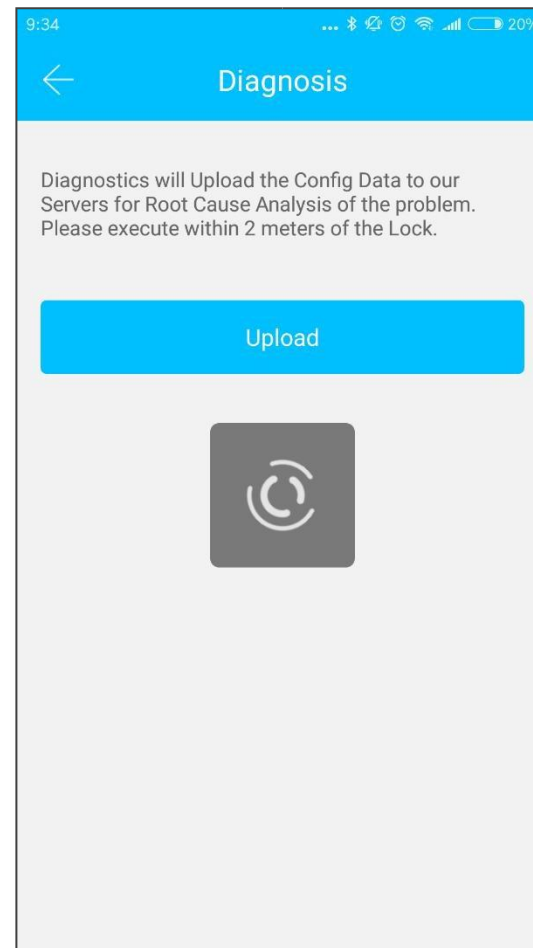 9:34
20%
Diagnosis
Diagnostics will Upload the Config Data to our
Servers for Root Cause Analysis of the problem.
Please execute within 2 meters of the Lock.
Upload